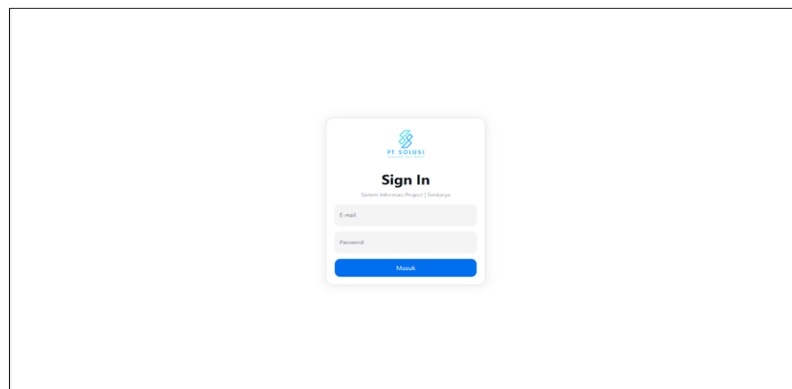 PT SOLUSI
Sign In
Sistem Informasi Project | Simkarya
E-mail
Password
Masuk